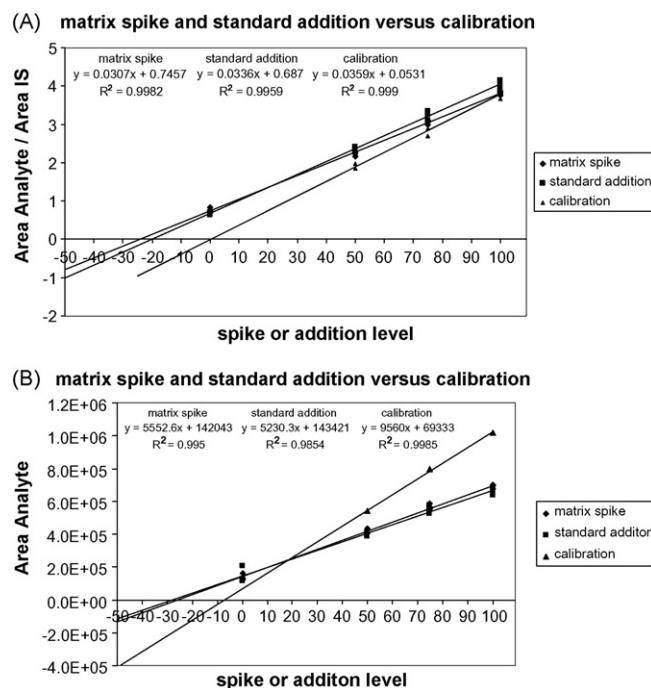 (A) matrix spike and standard addition versus calibration
matrix spike standard addition calibration
y = 0.0307x + 0.7457 y = 0.0336x + 0.687 y = 0.0359x + 0.0531
R² = 0.9982 R² = 0.9959 R² = 0.999
5
4
3
2
1
0
-1
-2
-50 -40 -30 -20 -10 0 10 20 30 40 50 60 70 80 90 100
Area Analyte / Area IS
spike or addition level
matrix spike
standard addition
calibration
(B) matrix spike and standard addition versus calibration
matrix spike standard addition calibration
y = 5552.6x + 142043 y = 5230.3x + 143421 y = 9560x + 69333
R² = 0.995 R² = 0.9854 R² = 0.9985
1.2E+06
1.0E+06
8.0E+05
6.0E+05
4.0E+05
2.0E+05
0.0E+00
-2.0E+05
-4.0E+05
-50 -40 -30 -20 -10 0 10 20 30 40 50 60 70 80 90 100
Area Analyte
spike or additon level
matrix spike
standard additon
calibration